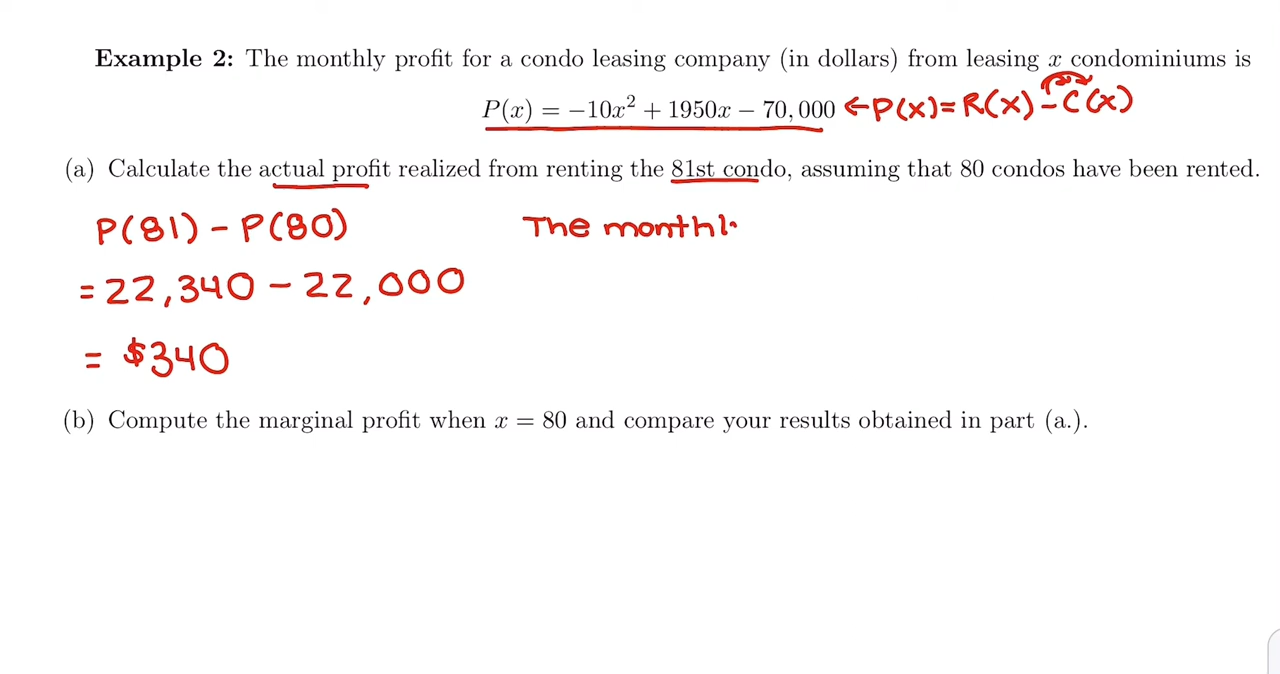 Example 2: The monthly profit for a condo leasing company (in dollars) from leasing x condominiums is
P(x) = −10x² + 1950x − 70,000 ← P(x) = R(x) − C(x)
(a) Calculate the actual profit realized from renting the 81st condo, assuming that 80 condos have been rented.
P(81) − P(80) The monthl
= 22,340 − 22,000
= $340
(b) Compute the marginal profit when x = 80 and compare your results obtained in part (a.).